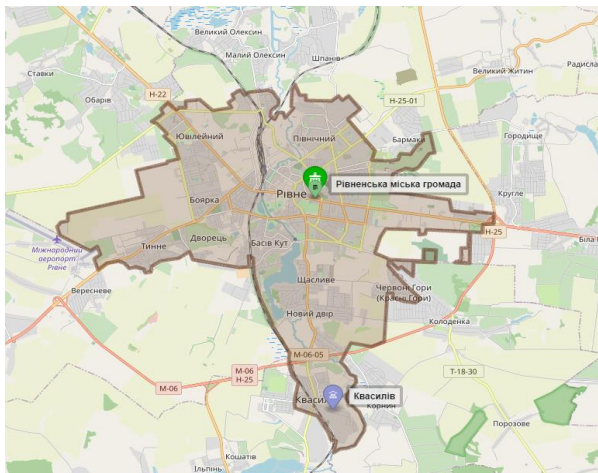 Великий Олексин
Малий Олексин
Шпанів
Ставки
Обарів
Н-22
Великий Житин
Н-25-01
Ювілейний
Північний
Бармаки
Городище
Рівненська міська громада
Рівне
Боярка
Кругле
Міжнародний
аеропорт
Рівне
Тинне
Дворець
Басів Кут
Н-25
Біла
Вересневе
Щасливе
Червоні Гори
(Красні Гори)
Новий двір
Колоденка
М-06-05
М-06
Н-25
М-06
Т-18-30
Квасилів
Квасилів
Корнин
Порозове
Кошатів
Ільпінь